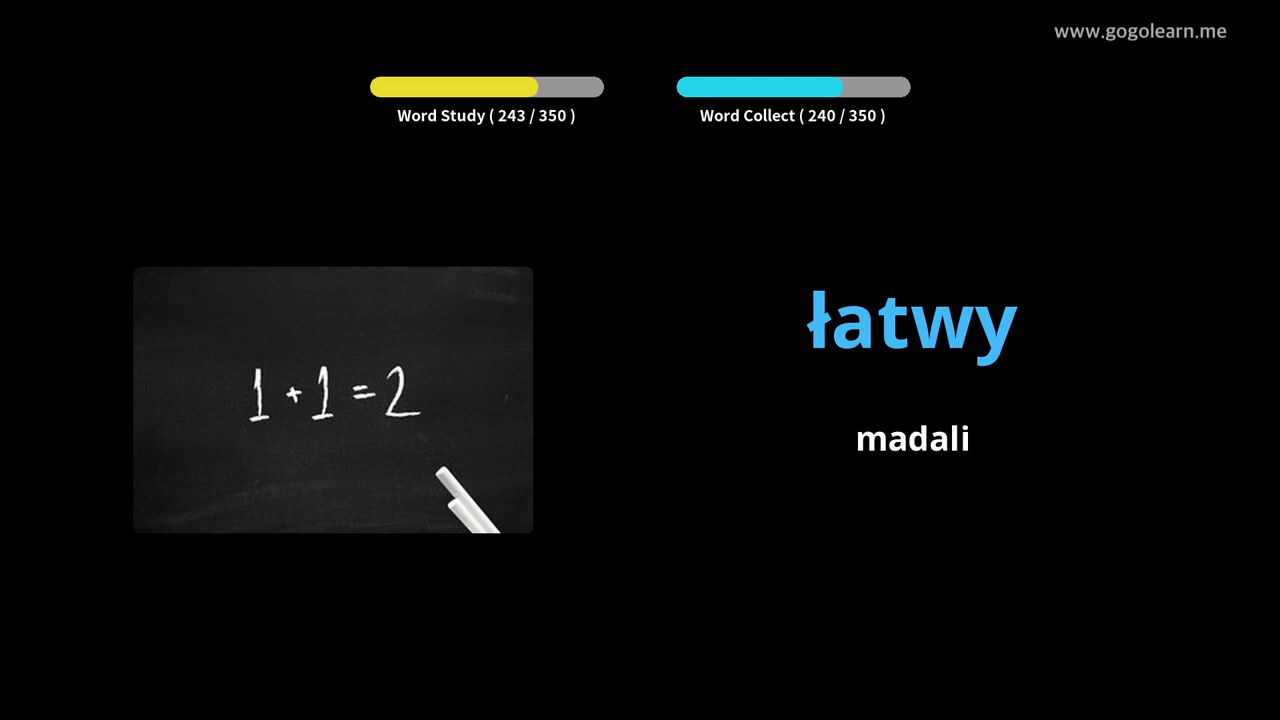 www.gogolearn.me
Word Study ( 243 / 350 )
Word Collect ( 240 / 350 )
1 + 1 = 2
łatwy
madali